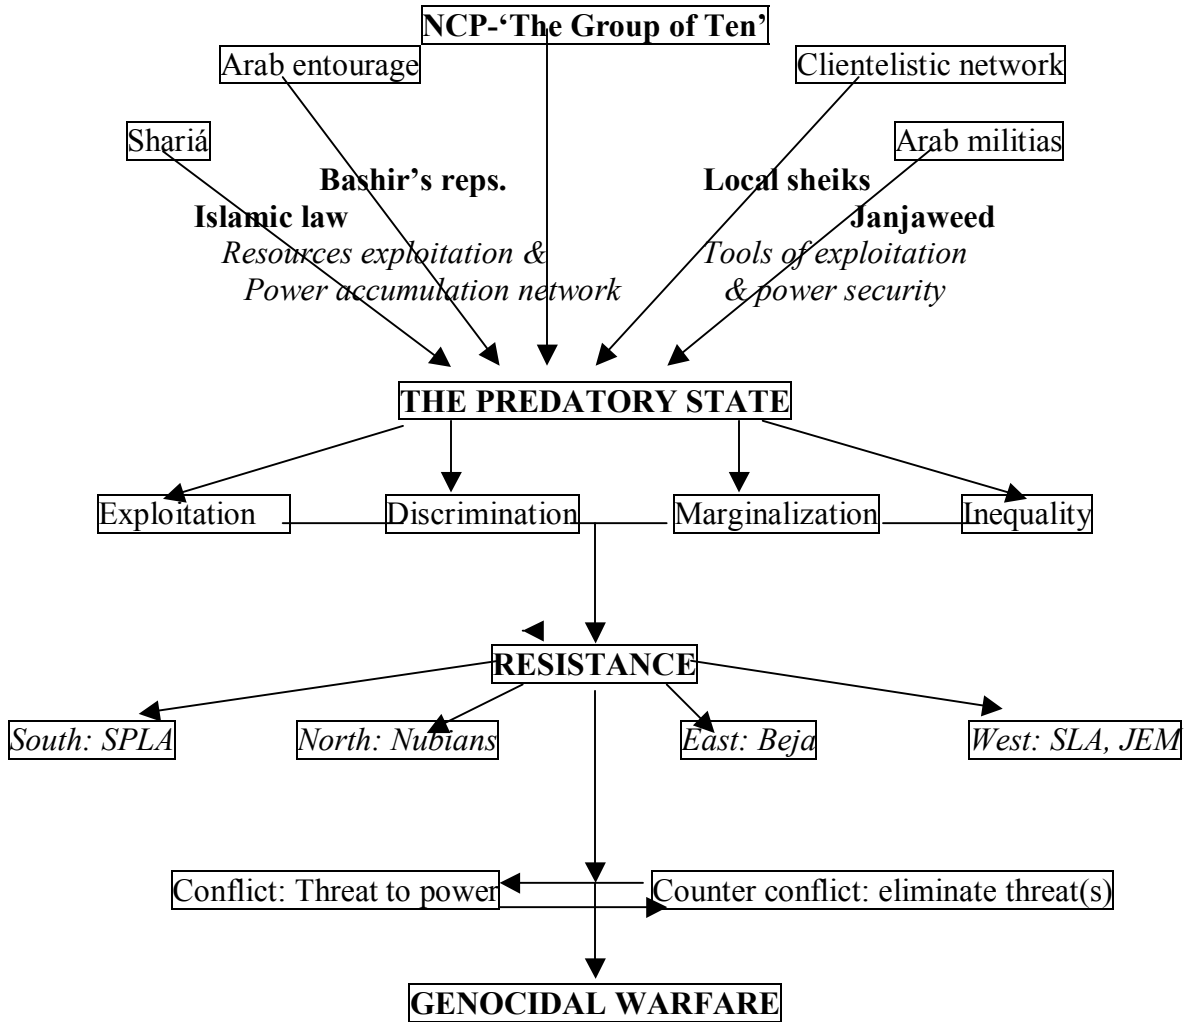 NCP-‘The Group of Ten’
Arab entourage
Clientelistic network
Shariá
Arab militias
Bashir’s reps.
Local sheiks
Islamic law
Janjaweed
Resources exploitation &
Tools of exploitation
Power accumulation network
& power security
THE PREDATORY STATE
Exploitation
Discrimination
Marginalization
Inequality
RESISTANCE
South: SPLA
North: Nubians
East: Beja
West: SLA, JEM
Conflict: Threat to power
Counter conflict: eliminate threat(s)
GENOCIDAL WARFARE